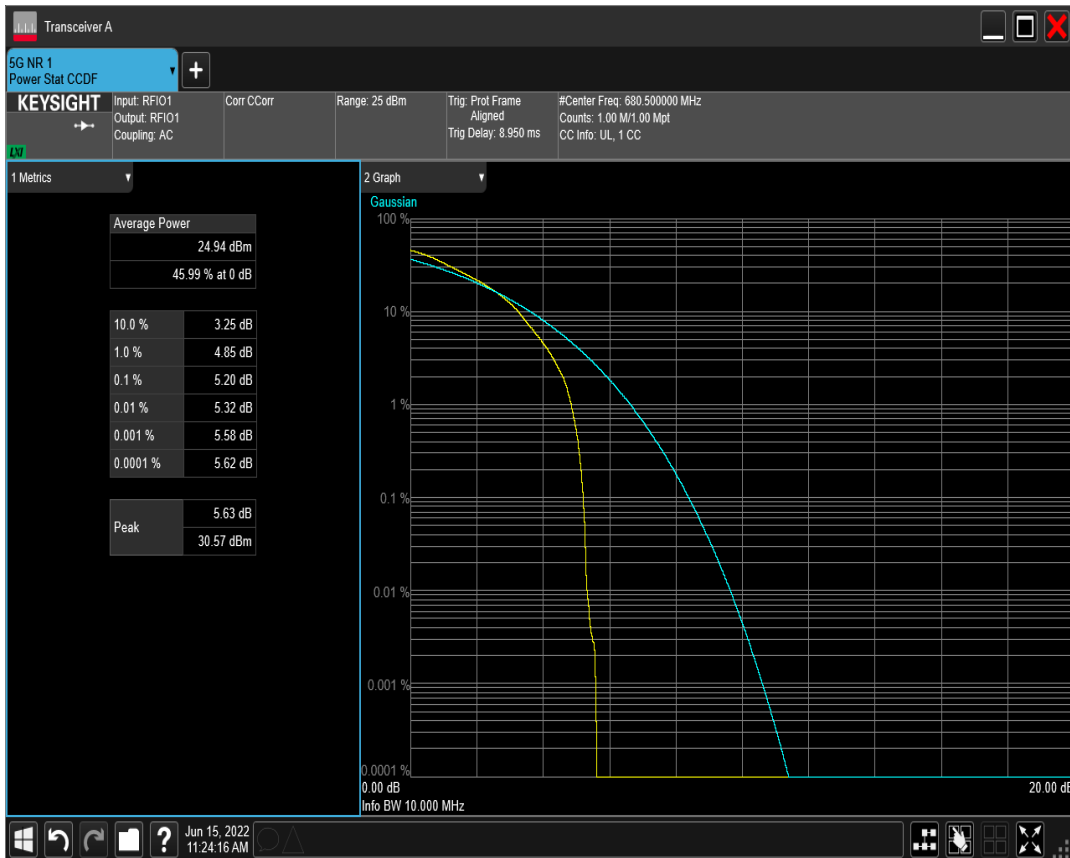 Transceiver A
5G NR 1
Power Stat CCDF
KEYSIGHT
LXI
Input: RFIO1
Output: RFIO1
Coupling: AC
Corr CCorr
Range: 25 dBm
Trig: Prot Frame
Aligned
Trig Delay: 8.950 ms
#Center Freq: 680.500000 MHz
Counts: 1.00 M/1.00 Mpt
CC Info: UL, 1 CC
1 Metrics
Average Power
24.94 dBm
45.99 % at 0 dB
10.0 % 3.25 dB
1.0 % 4.85 dB
0.1 % 5.20 dB
0.01 % 5.32 dB
0.001 % 5.58 dB
0.0001 % 5.62 dB
Peak 5.63 dB
30.57 dBm
2 Graph
Gaussian
100 %
10 %
1 %
0.1 %
0.01 %
0.001 %
0.0001 %
0.00 dB 20.00 dB
Info BW 10.000 MHz
? Jun 15, 2022
11:24:16 AM